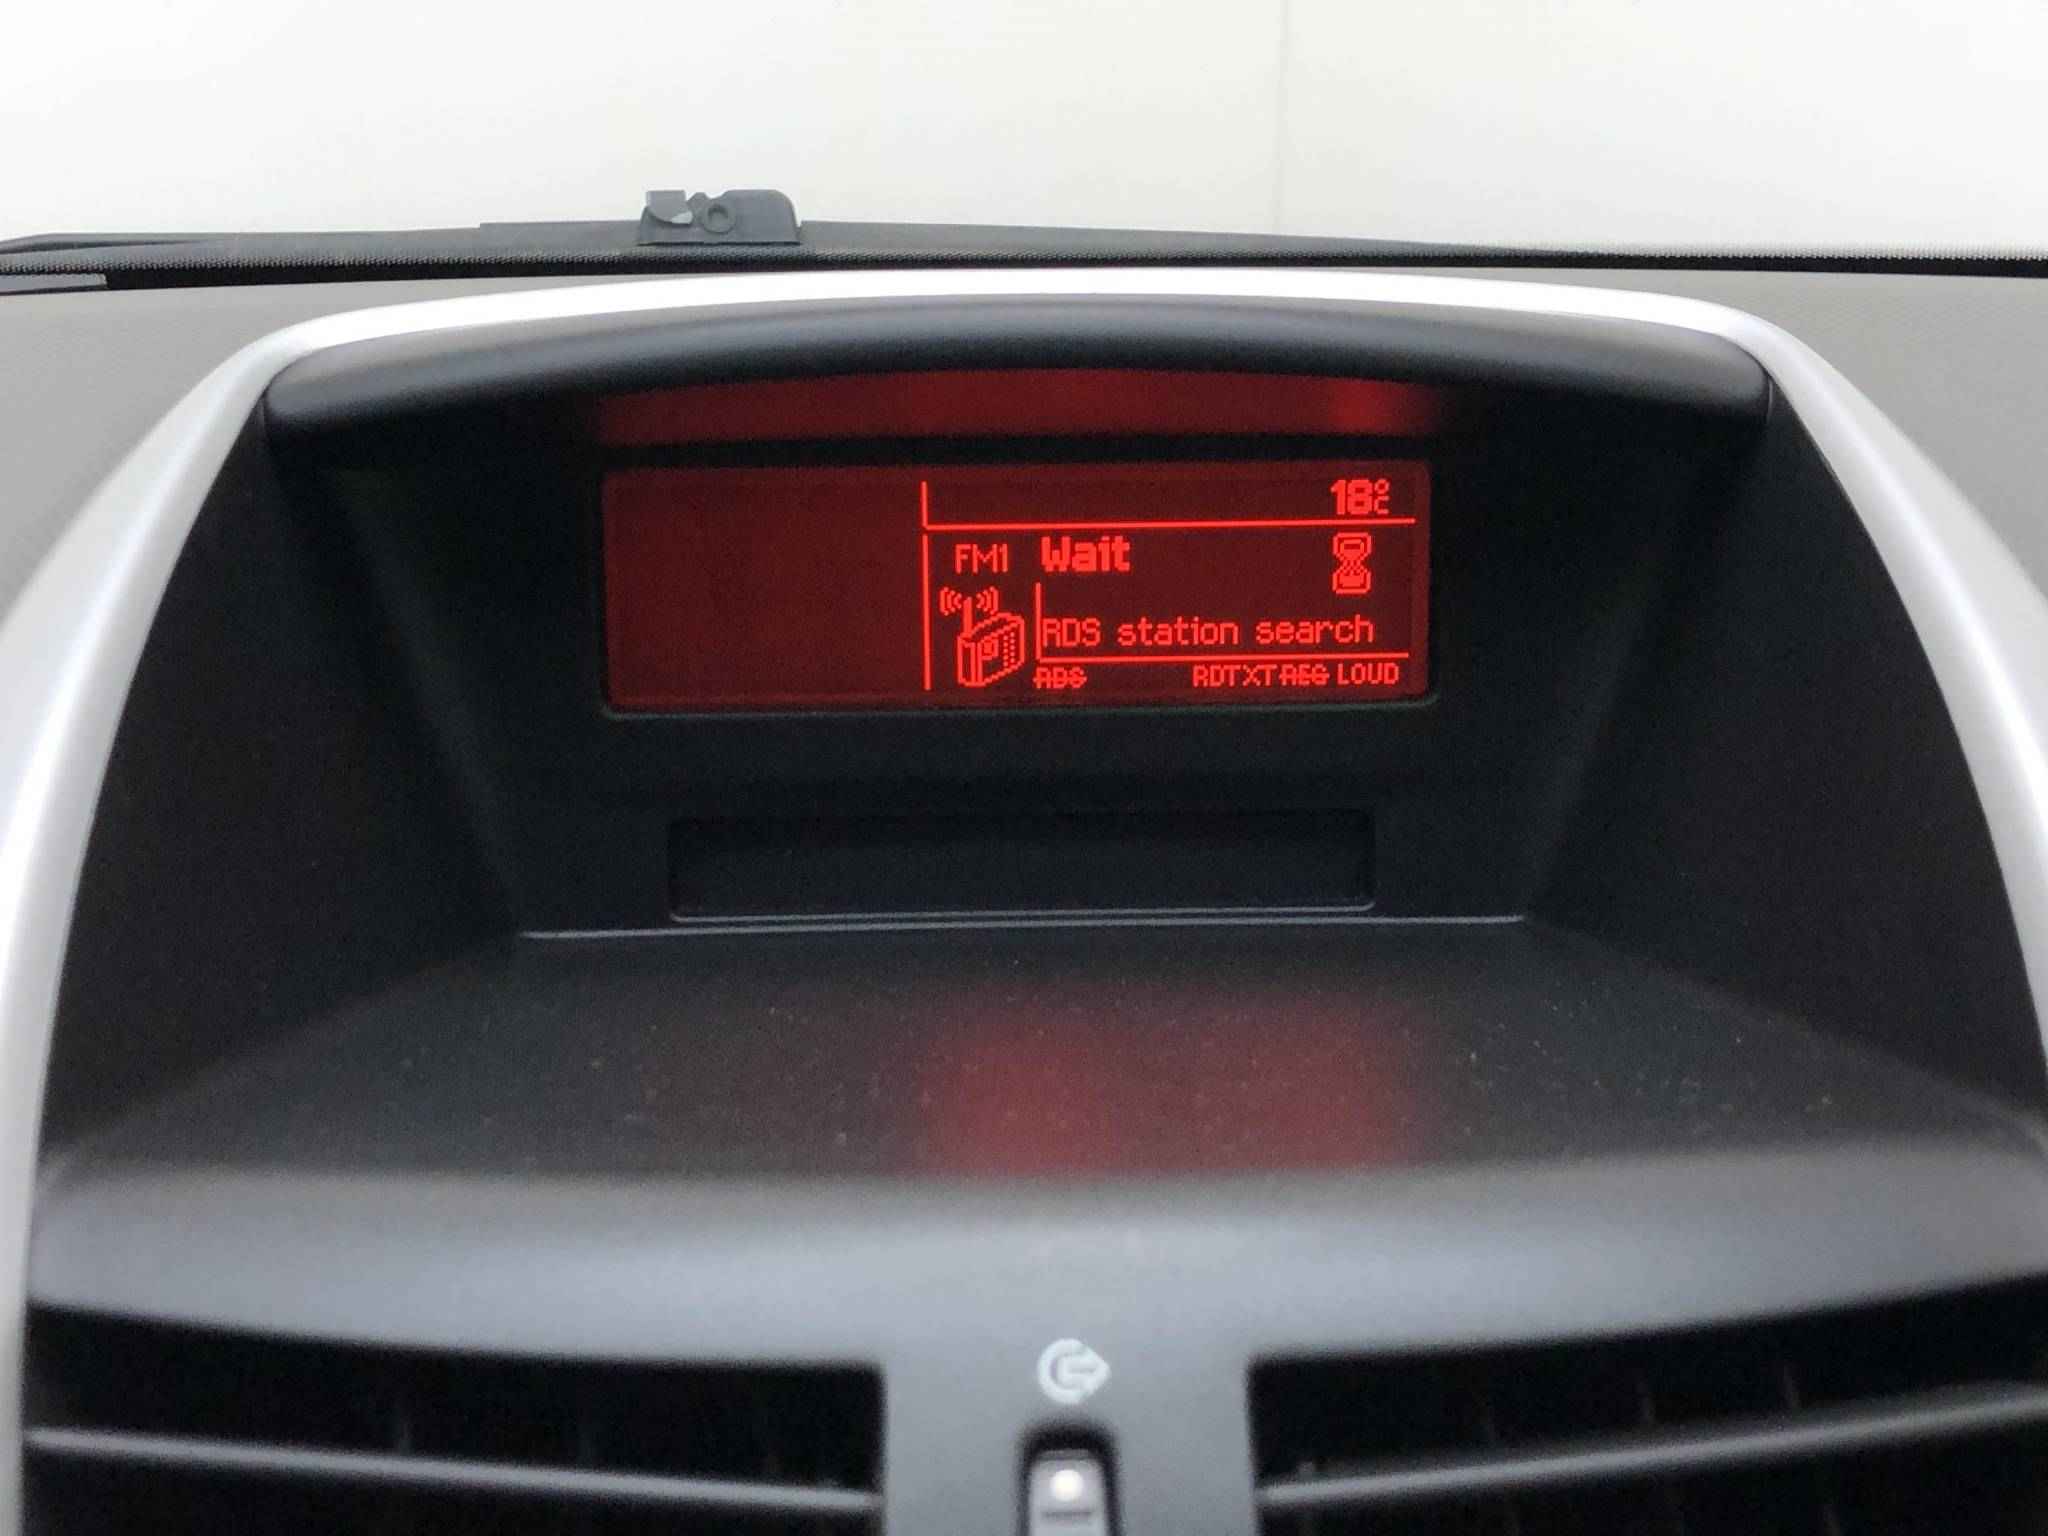 18°C
FM1 Wait
RDS station search
RDS RDTXT REG LOUD